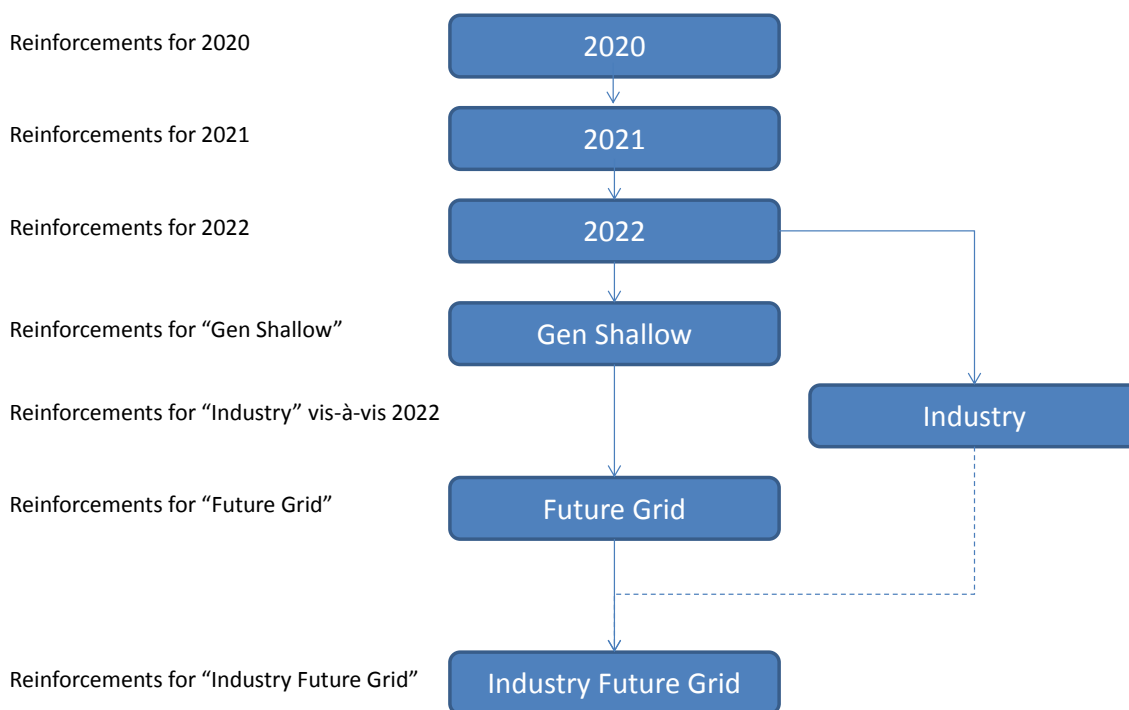 Reinforcements for 2020
2020
Reinforcements for 2021
2021
Reinforcements for 2022
2022
Reinforcements for “Gen Shallow”
Gen Shallow
Reinforcements for “Industry” vis-à-vis 2022
Industry
Reinforcements for “Future Grid”
Future Grid
Reinforcements for “Industry Future Grid”
Industry Future Grid